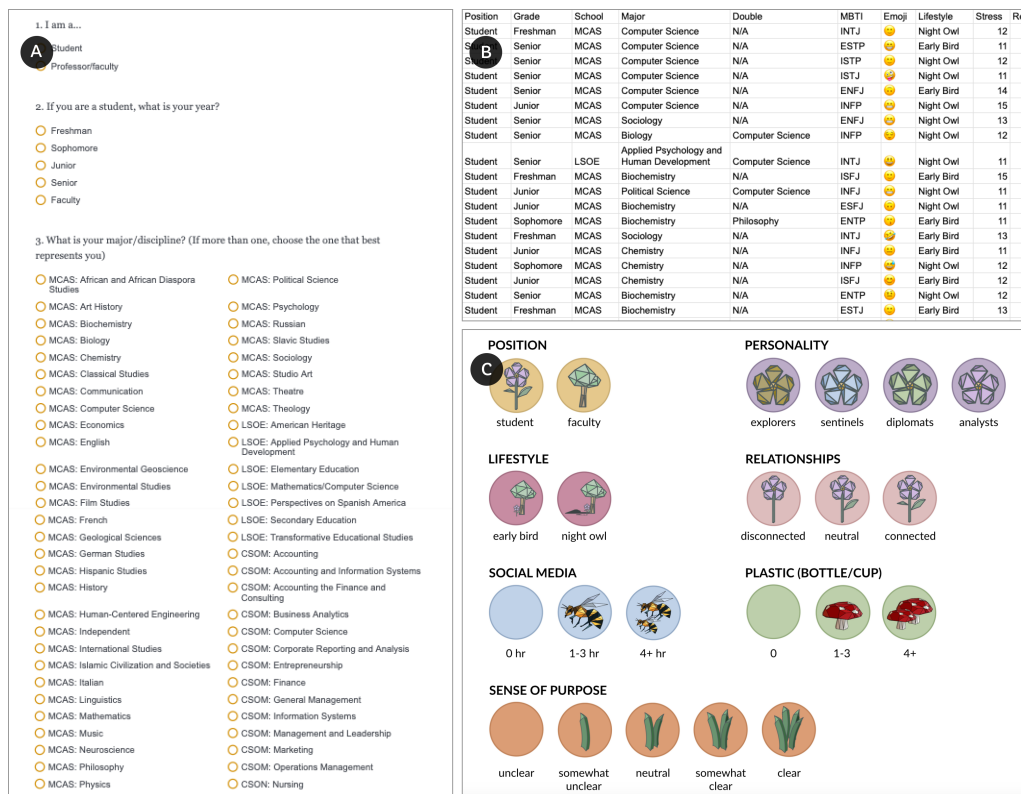 A
1. I am a...
Student
Professor/faculty
2. If you are a student, what is your year?
Freshman
Sophomore
Junior
Senior
Faculty
3. What is your major/discipline? (If more than one, choose the one that best
represents you)
MCAS: African and African Diaspora
Studies
MCAS: Art History
MCAS: Biochemistry
MCAS: Biology
MCAS: Chemistry
MCAS: Classical Studies
MCAS: Communication
MCAS: Computer Science
MCAS: Economics
MCAS: English
MCAS: Environmental Geoscience
MCAS: Environmental Studies
MCAS: Film Studies
MCAS: French
MCAS: Geological Sciences
MCAS: German Studies
MCAS: Hispanic Studies
MCAS: History
MCAS: Human-Centered Engineering
MCAS: Independent
MCAS: International Studies
MCAS: Islamic Civilization and Societies
MCAS: Italian
MCAS: Linguistics
MCAS: Mathematics
MCAS: Music
MCAS: Neuroscience
MCAS: Philosophy
MCAS: Physics
MCAS: Political Science
MCAS: Psychology
MCAS: Russian
MCAS: Slavic Studies
MCAS: Sociology
MCAS: Studio Art
MCAS: Theatre
MCAS: Theology
LSOE: American Heritage
LSOE: Applied Psychology and Human
Development
LSOE: Elementary Education
LSOE: Mathematics/Computer Science
LSOE: Perspectives on Spanish America
LSOE: Secondary Education
LSOE: Transformative Educational Studies
CSOM: Accounting
CSOM: Accounting and Information Systems
CSOM: Accounting the Finance and
Consulting
CSOM: Business Analytics
CSOM: Computer Science
CSOM: Corporate Reporting and Analysis
CSOM: Entrepreneurship
CSOM: Finance
CSOM: General Management
CSOM: Information Systems
CSOM: Management and Leadership
CSOM: Marketing
CSOM: Operations Management
CSON: Nursing
B
Position Grade School Major Double MBTI Emoji Lifestyle Stress
Student Freshman MCAS Computer Science N/A INTJ Night Owl 12
Student Senior MCAS Computer Science N/A ESTP Early Bird 11
Student Senior MCAS Computer Science N/A ISTP Night Owl 12
Student Senior MCAS Computer Science N/A ISTJ Night Owl 11
Student Senior MCAS Computer Science N/A ENFJ Early Bird 14
Student Junior MCAS Computer Science N/A INFP Night Owl 15
Student Senior MCAS Sociology N/A ENFJ Night Owl 13
Student Senior MCAS Biology Computer Science INFP Night Owl 12
Applied Psychology and
Student Senior LSOE Human Development Computer Science INTJ Night Owl 11
Student Freshman MCAS Biochemistry N/A ISFJ Early Bird 15
Student Junior MCAS Political Science Computer Science INFJ Night Owl 11
Student Junior MCAS Biochemistry N/A ESFJ Night Owl 11
Student Sophomore MCAS Biochemistry Philosophy ENTP Early Bird 11
Student Freshman MCAS Sociology N/A INTJ Early Bird 13
Student Junior MCAS Chemistry N/A INFJ Early Bird 11
Student Sophomore MCAS Chemistry N/A INFP Night Owl 12
Student Junior MCAS Chemistry N/A ISFJ Early Bird 12
Student Senior MCAS Biochemistry N/A ENTP Night Owl 12
Student Freshman MCAS Biochemistry N/A ESTJ Early Bird 13
C
POSITION
student faculty
PERSONALITY
explorers sentinels diplomats analysts
LIFESTYLE
early bird night owl
RELATIONSHIPS
disconnected neutral connected
SOCIAL MEDIA
0 hr 1-3 hr 4+ hr
PLASTIC (BOTTLE/CUP)
0 1-3 4+
SENSE OF PURPOSE
unclear somewhat neutral somewhat clear
unclear clear